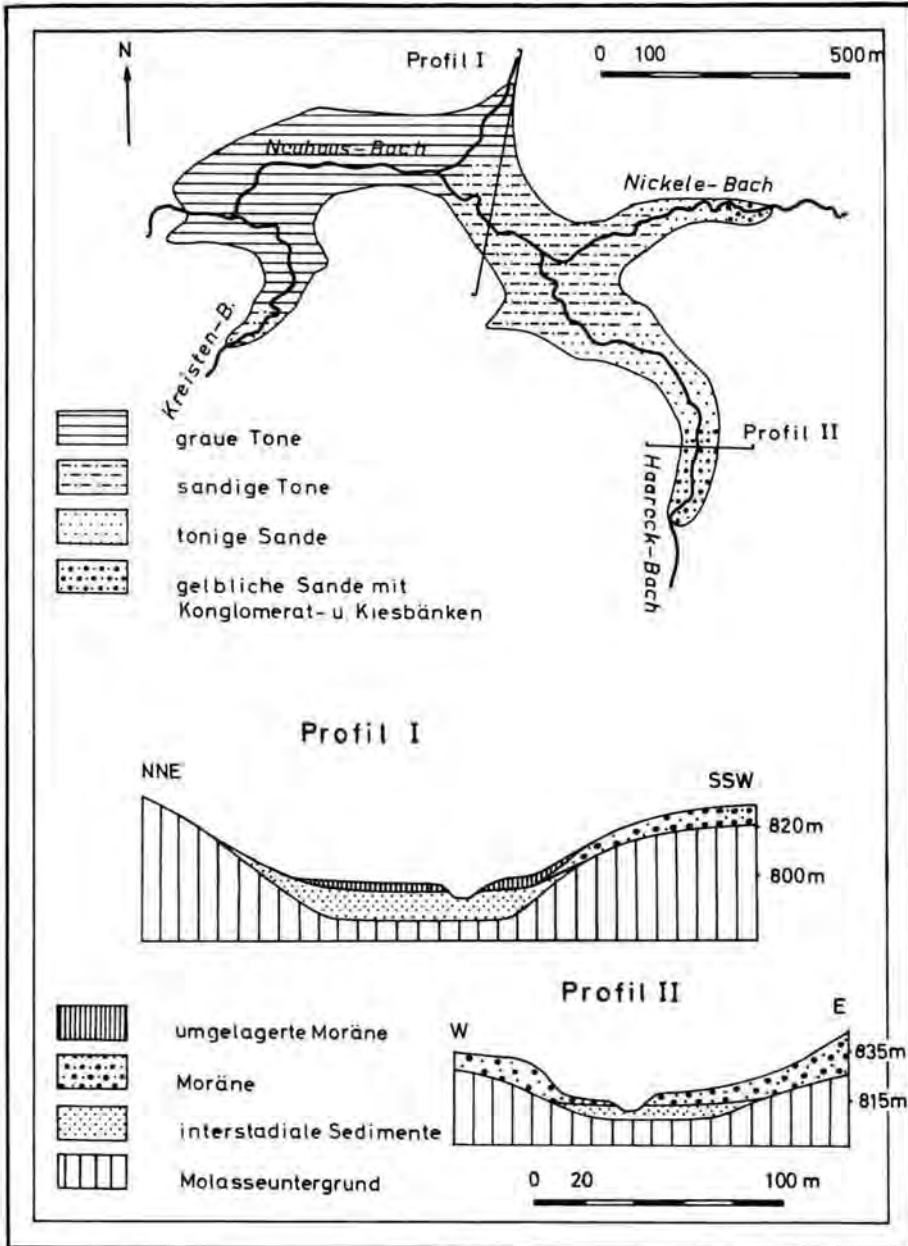 N
Profil I
0 100 500m
Neuhaus-Bach
Nickele-Bach
Kreisten-B.
Profil II
Haarock-Bach
graue Tone
sandige Tone
tonige Sande
gelbliche Sande mit
Konglomerat- u. Kiesbänken
Profil I
NNE
SSW
820m
800m
Profil II
W
E
835m
815m
umgelagerte Moräne
Moräne
interstadiale Sedimente
Molasseuntergrund
0 20 100 m